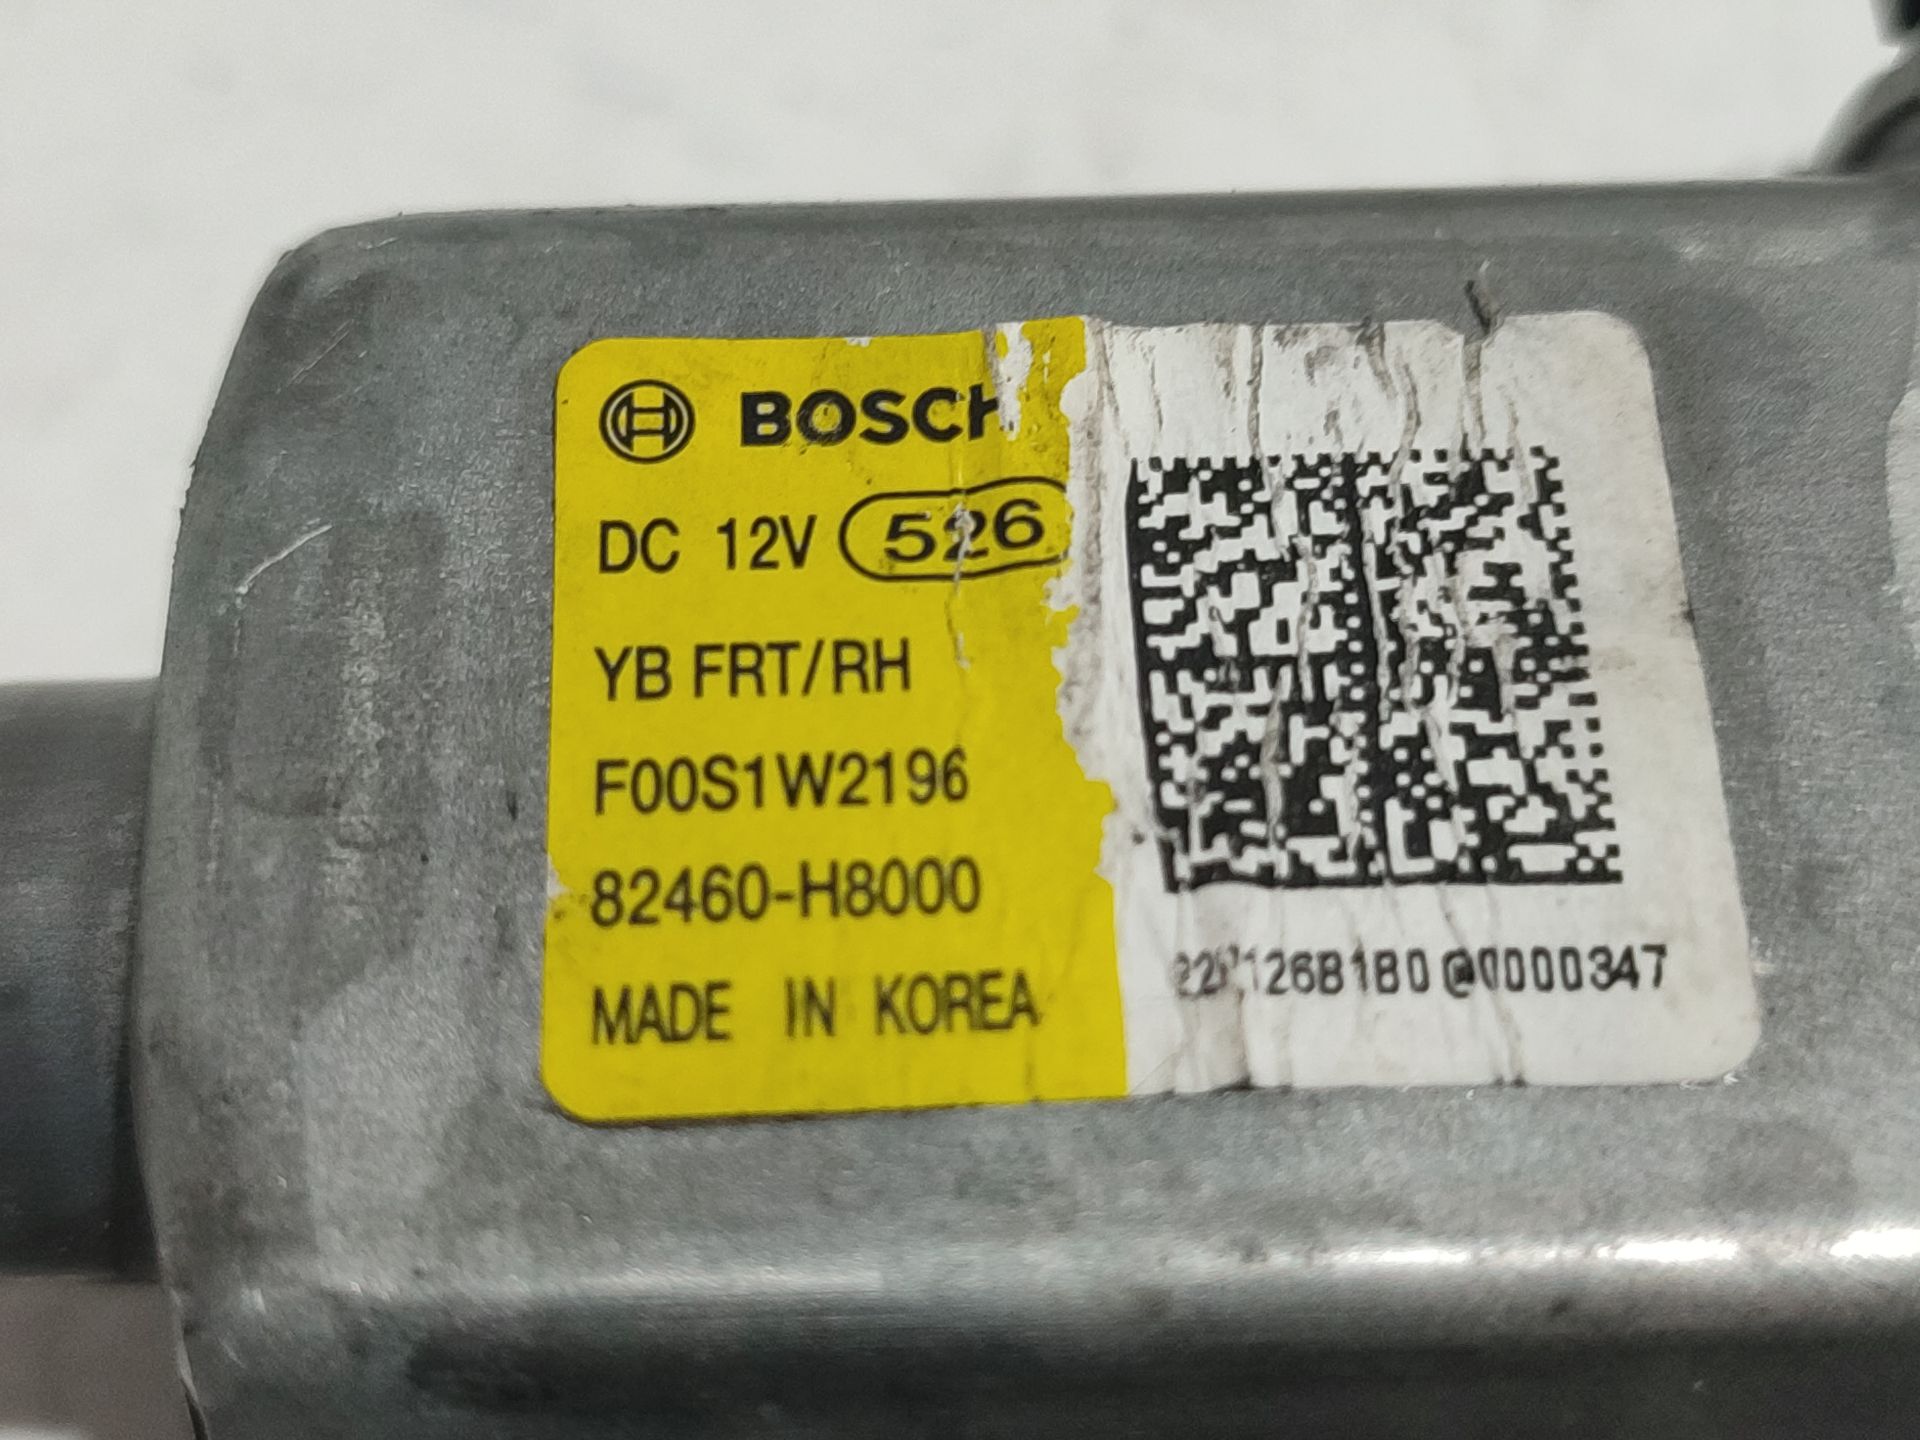 BOSCH
DC 12V 526
YB FRT/RH
F00S1W2196
82460-H8000
MADE IN KOREA